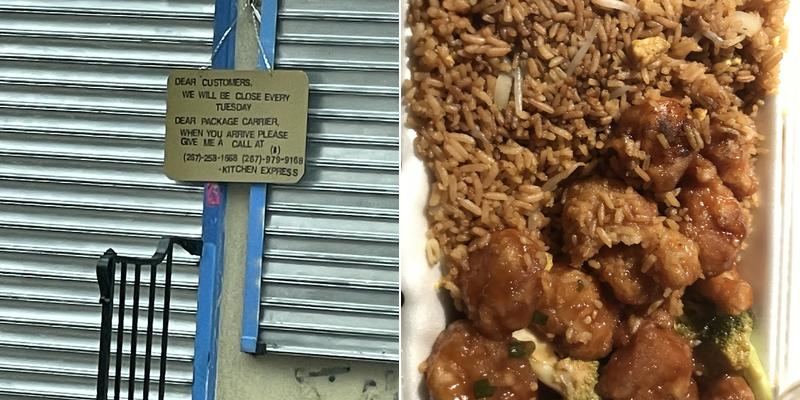 DEAR CUSTOMERS,
WE WILL BE CLOSE EVERY
TUESDAY
DEAR PACKAGE CARRIER,
WHEN YOU ARRIVE PLEASE
GIVE ME A CALL AT
(267)-253-1668 (267)-979-9168
-KITCHEN EXPRESS